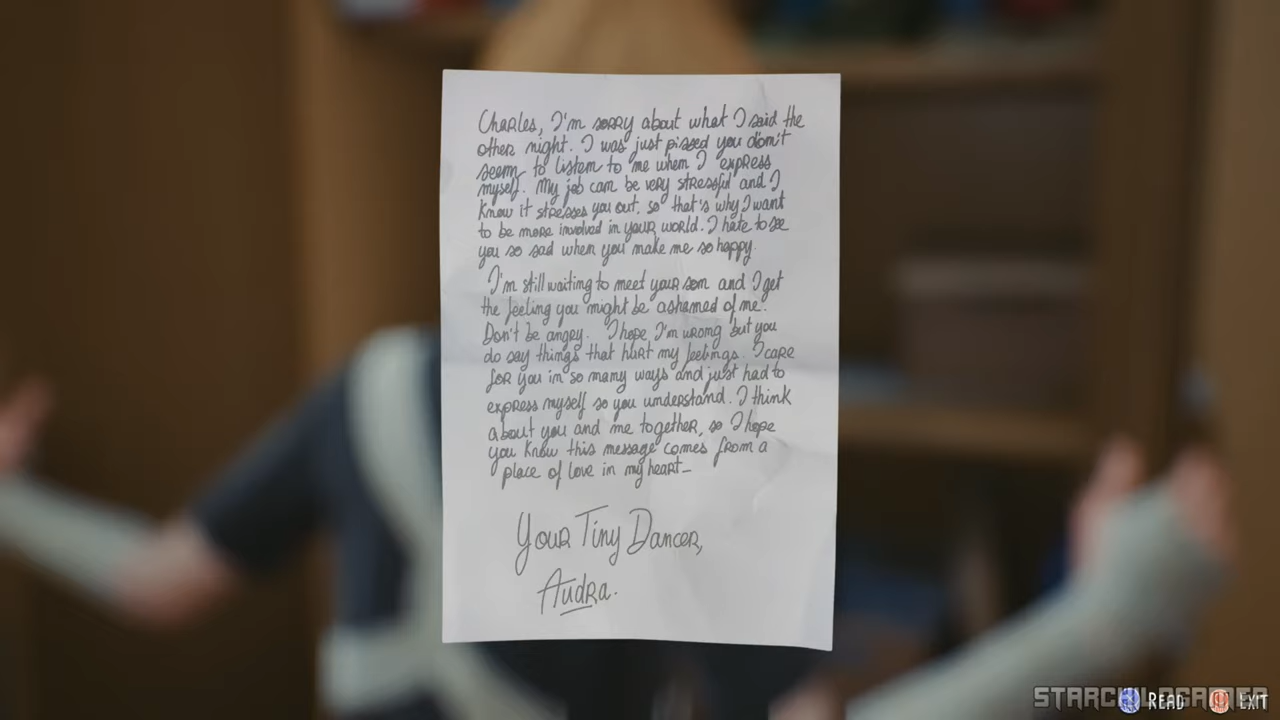 Charles, I'm sorry about what I said the
other night. I was just pissed you don't
seem to listen to me when I express
myself. My job can be very stressful and I
know it stresses you out, so that's why I want
to be more involved in your world. I hate to see
you so sad when you make me so happy.
I'm still waiting to meet your son and I get
the feeling you might be ashamed of me.
Don't be angry. I hope I'm wrong but you
do say things that hurt my feelings. I care
for you in so many ways and just had to
express myself so you understand. I think
about you and me together, so I hope
you know this message comes from a
place of love in my heart—
Your Tiny Dancer,
Audra.
STARCHILDGAMER
READ EXIT